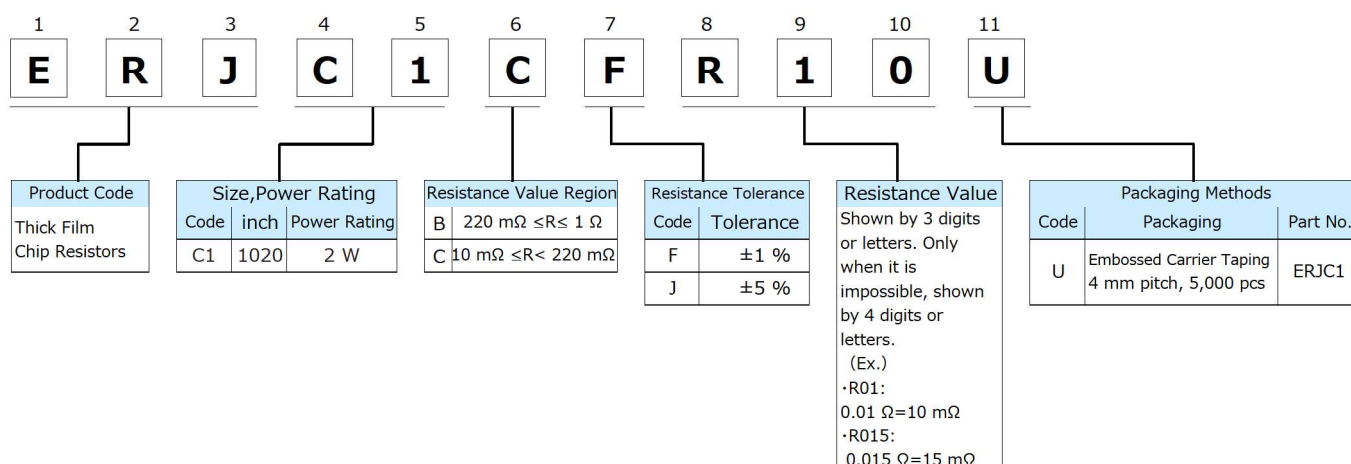 1 2 3 4 5 6 7 8 9 10 11
E R J C 1 C F R 1 0 U
Product Code
Thick Film
Chip Resistors
Size,Power Rating
Code inch Power Rating
C1 1020 2 W
Resistance Value Region
B 220 mΩ ≤R≤ 1 Ω
C 10 mΩ ≤R< 220 mΩ
Resistance Tolerance
Code Tolerance
F ±1 %
J ±5 %
Resistance Value
Shown by 3 digits
or letters. Only
when it is
impossible, shown
by 4 digits or
letters.
(Ex.)
·R01:
0.01 Ω=10 mΩ
·R015:
0.015 Ω=15 mΩ
Packaging Methods
Code Packaging Part No.
U Embossed Carrier Taping ERJC1
4 mm pitch, 5,000 pcs